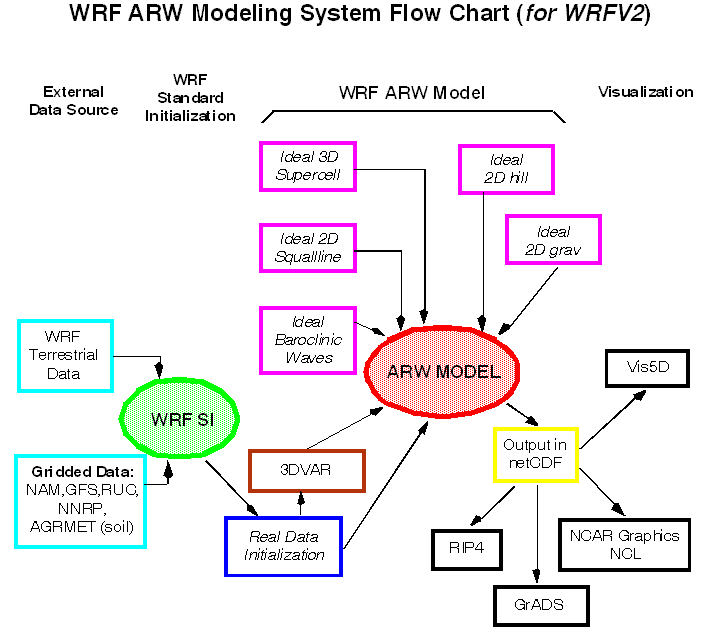 WRF ARW Modeling System Flow Chart (for WRFV2)
External
Data Source
WRF
Standard
Initialization
WRF ARW Model
Visualization
Ideal 3D
Supercell
Ideal
2D hill
Ideal 2D
Squallline
Ideal
2D grav
Ideal
Baroclinic
Waves
WRF
Terrestrial
Data
WRF SI
ARW MODEL
Vis5D
Gridded Data:
NAM,GFS,RUC,
NNRP,
AGRMET (soil)
3DVAR
Output in
netCDF
Real Data
Initialization
RIP4
NCAR Graphics
NCL
GrADS